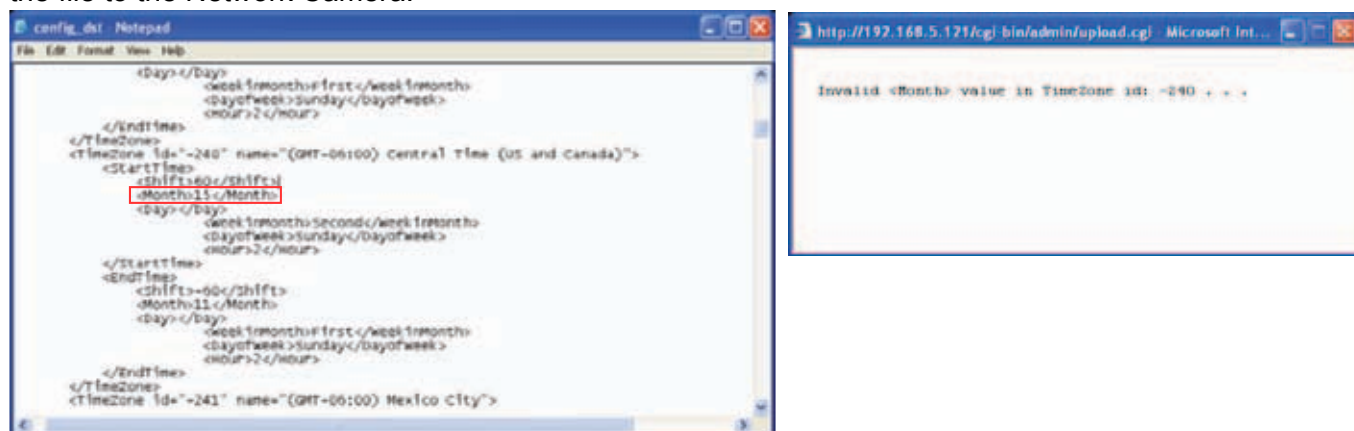 the file to the Network Camera.
config_dst - Notepad
File Edit Format View Help
<Day></Day>
<WeekInMonth>First</WeekInMonth>
<DayOfWeek>Sunday</DayOfWeek>
<Hour>2</Hour>
</EndTime>
</TimeZone>
<TimeZone id="-240" name="(GMT-06:00) Central Time (US and Canada)">
<StartTime>
<Shift>60</Shift>
<Month>15</Month>
<Day></Day>
<WeekInMonth>Second</WeekInMonth>
<DayOfWeek>Sunday</DayOfWeek>
<Hour>2</Hour>
</StartTime>
<EndTime>
<Shift>-60</Shift>
<Month>11</Month>
<Day></Day>
<WeekInMonth>First</WeekInMonth>
<DayOfWeek>Sunday</DayOfWeek>
<Hour>2</Hour>
</EndTime>
</TimeZone>
<TimeZone id="-241" name="(GMT-06:00) Mexico City">
http://192.168.5.121/cgi-bin/admin/upload.cgi - Microsoft Int...
Invalid <Month> value in TimeZone id: -240 . . .